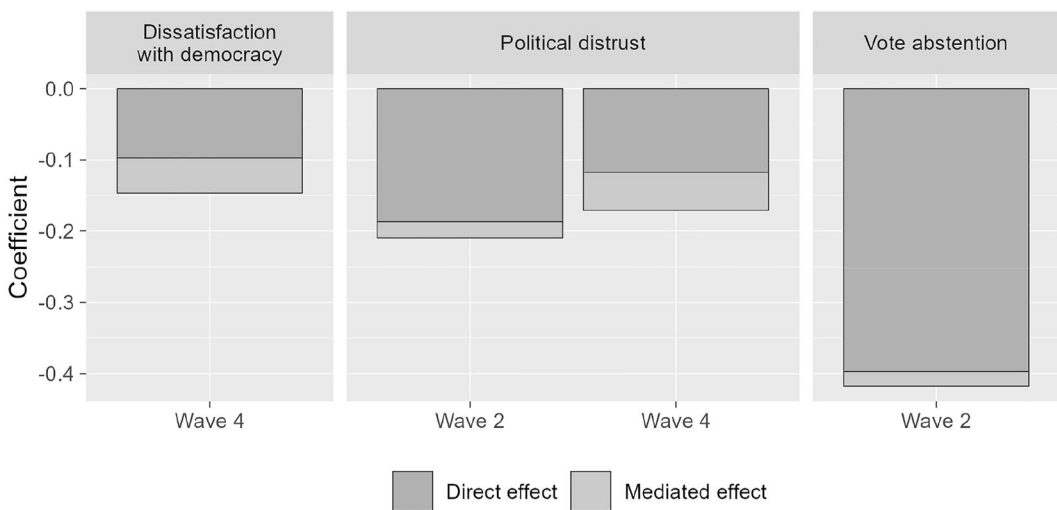 Dissatisfaction
with democracy
Political distrust
Vote abstention
Coefficient
0.0
-0.1
-0.2
-0.3
-0.4
Wave 4
Wave 2
Wave 4
Wave 2
Direct effect
Mediated effect